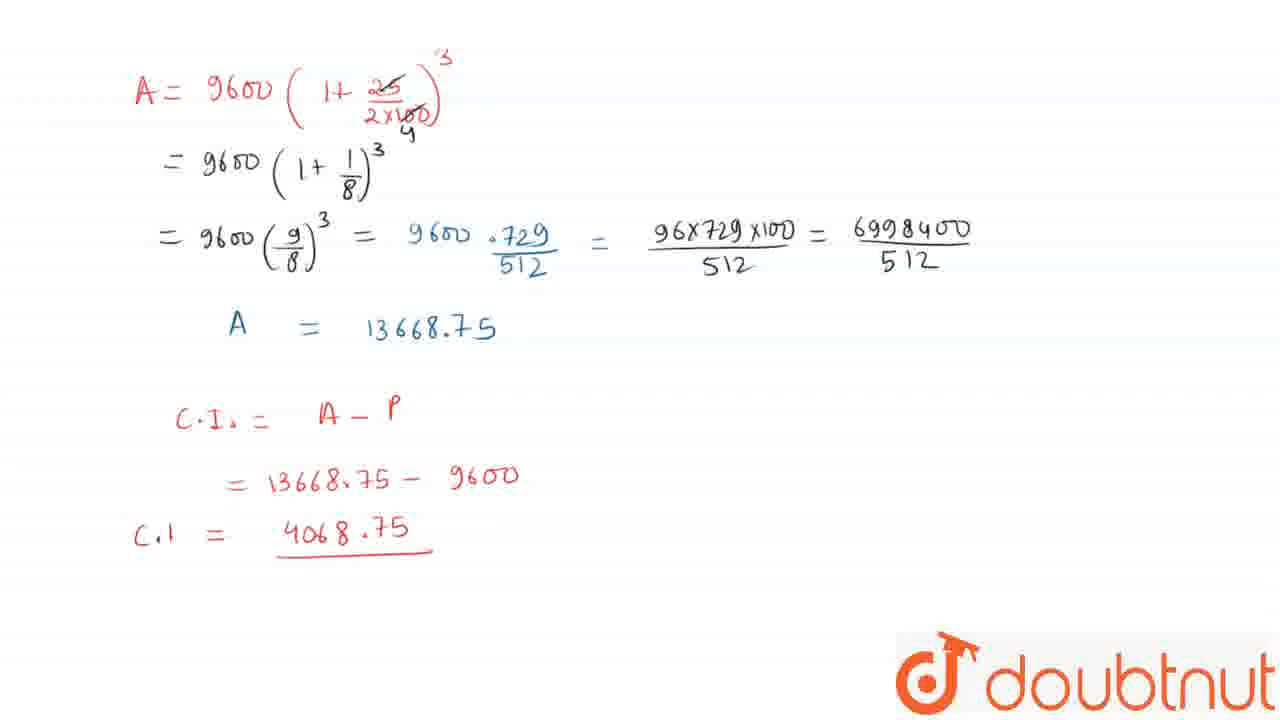 A = 9600 ( 1 + 25 / 2×100 )^3
4
= 9600 ( 1 + 1/8 )^3
= 9600 ( 9/8 )^3 = 9600 . 729/512 = 96×729×100 / 512 = 6998400 / 512
A = 13668.75
C.I. = A - P
= 13668.75 - 9600
C.I = 4068.75
doubtnut